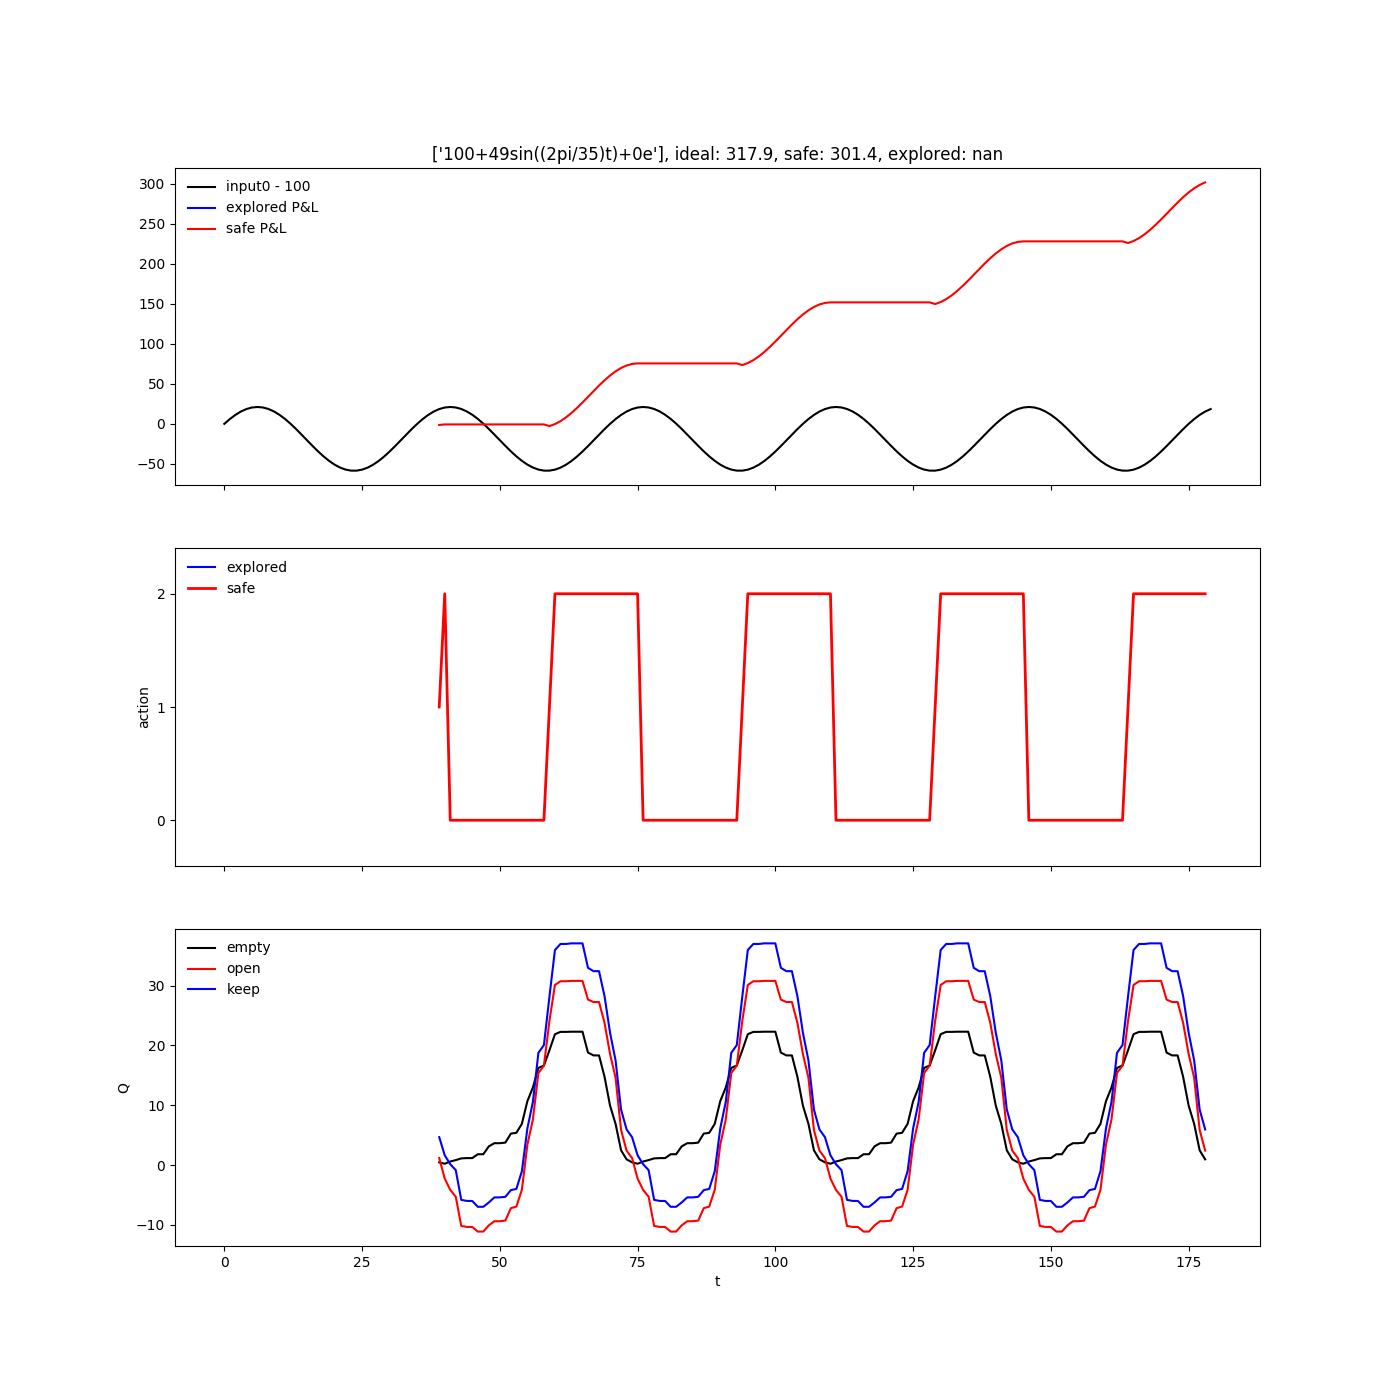 ['100+49sin((2pi/35)t)+0e'], ideal: 317.9, safe: 301.4, explored: nan
300
250
200
150
100
50
0
−50
input0 - 100
explored P&L
safe P&L
2
1
0
action
explored
safe
30
20
10
0
−10
Q
empty
open
keep
0
25
50
75
100
125
150
175
t